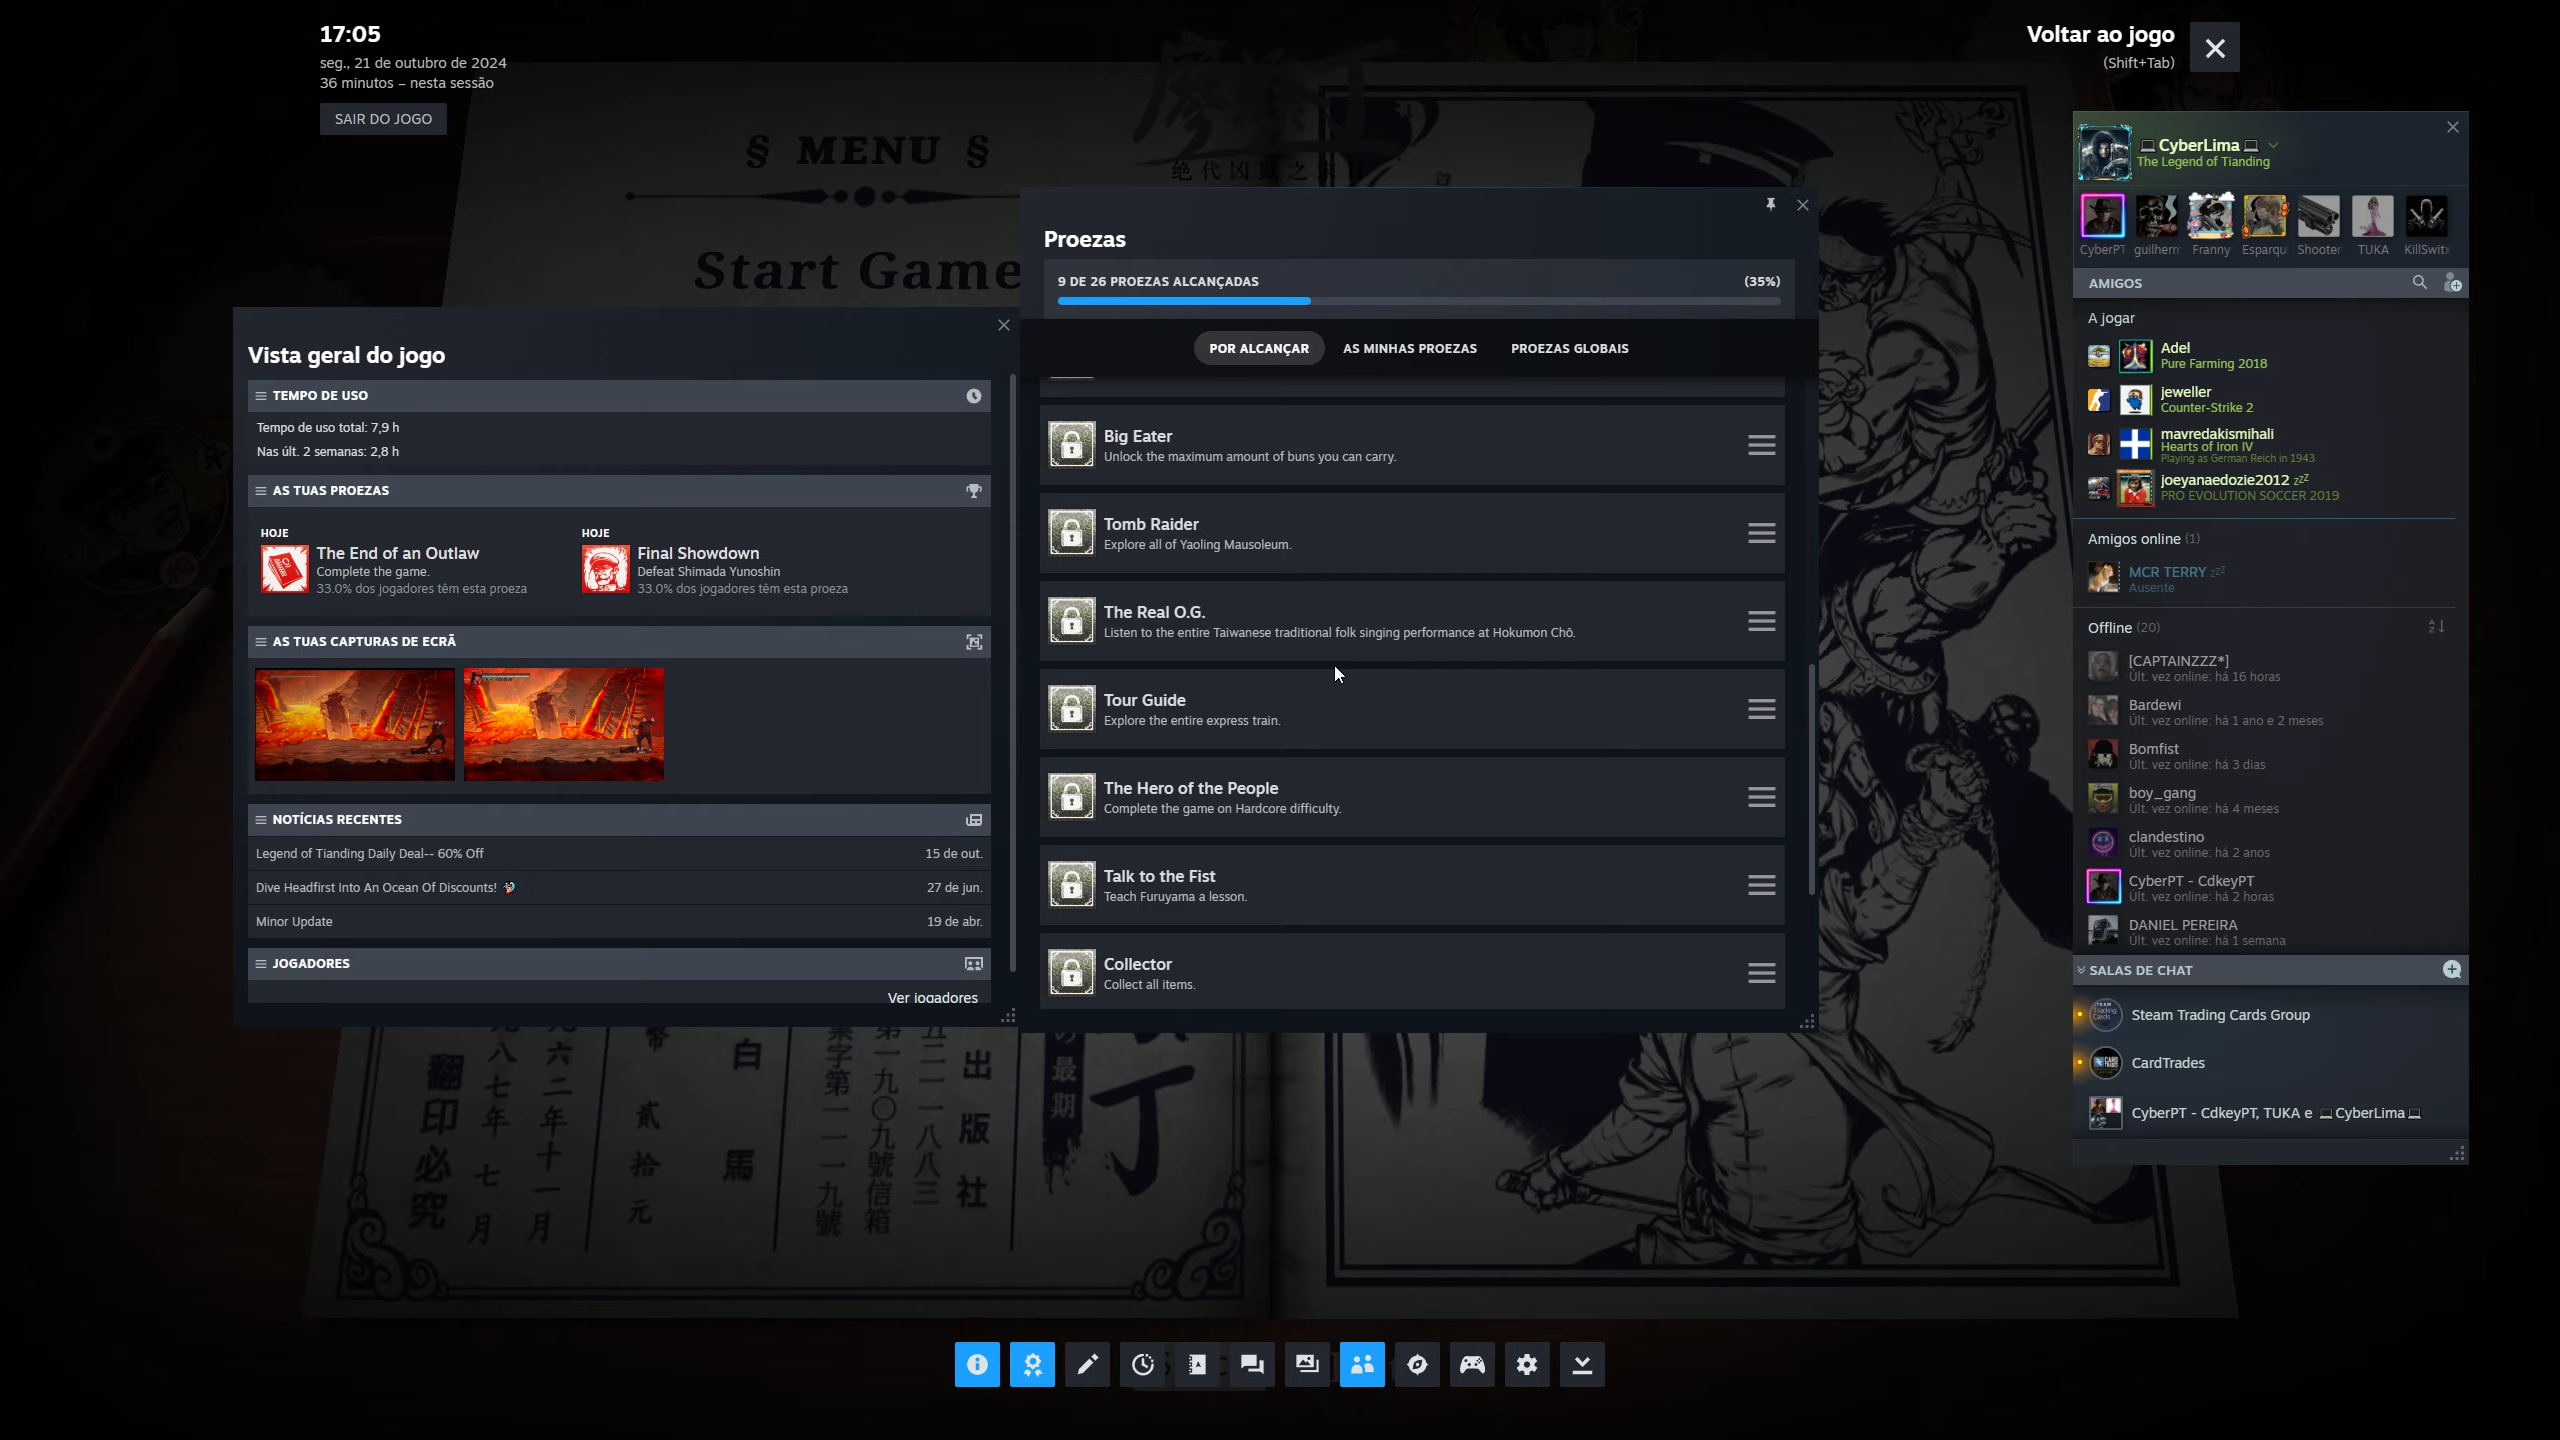 17:05
seg., 21 de outubro de 2024
36 minutos – nesta sessão
SAIR DO JOGO
Voltar ao jogo
(Shift+Tab)
§ MENU §
Start Game
Vista geral do jogo
TEMPO DE USO
Tempo de uso total: 7,9 h
Nas últ. 2 semanas: 2,8 h
AS TUAS PROEZAS
HOJE
The End of an Outlaw
Complete the game.
33.0% dos jogadores têm esta proeza
HOJE
Final Showdown
Defeat Shimada Yunoshin
33.0% dos jogadores têm esta proeza
AS TUAS CAPTURAS DE ECRÃ
NOTÍCIAS RECENTES
Legend of Tianding Daily Deal-- 60% Off 15 de out.
Dive Headfirst Into An Ocean Of Discounts! 27 de jun.
Minor Update 19 de abr.
JOGADORES
Ver jogadores
Proezas
9 DE 26 PROEZAS ALCANÇADAS (35%)
POR ALCANÇAR AS MINHAS PROEZAS PROEZAS GLOBAIS
Big Eater
Unlock the maximum amount of buns you can carry.
Tomb Raider
Explore all of Yaoling Mausoleum.
The Real O.G.
Listen to the entire Taiwanese traditional folk singing performance at Hokumon Chō.
Tour Guide
Explore the entire express train.
The Hero of the People
Complete the game on Hardcore difficulty.
Talk to the Fist
Teach Furuyama a lesson.
Collector
Collect all items.
CyberLima
The Legend of Tianding
CyberPT guilherm Franny Esparqu Shooter TUKA KillSwitx
AMIGOS
A jogar
Adel
Pure Farming 2018
jeweller
Counter-Strike 2
mavredakismihali
Hearts of Iron IV
Playing as German Reich in 1943
joeyanaedozie2012 zzZ
PRO EVOLUTION SOCCER 2019
Amigos online (1)
MCR TERRY zzZ
Ausente
Offline (20)
[CAPTAINZZZ*]
Últ. vez online: há 16 horas
Bardewi
Últ. vez online: há 1 ano e 2 meses
Bomfist
Últ. vez online: há 3 dias
boy_gang
Últ. vez online: há 4 meses
clandestino
Últ. vez online: há 2 anos
CyberPT - CdkeyPT
Últ. vez online: há 2 horas
DANIEL PEREIRA
Últ. vez online: há 1 semana
SALAS DE CHAT
Steam Trading Cards Group
CardTrades
CyberPT - CdkeyPT, TUKA e CyberLima
出版社
白馬
貳拾元
翻印必究